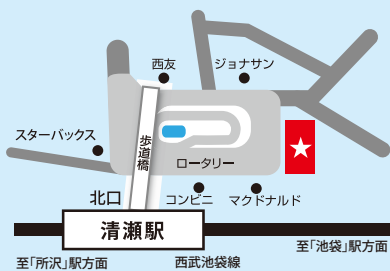 西友
ジョナサン
スターバックス
歩道橋
ロータリー
北口
コンビニ
マクドナルド
清瀬駅
至「所沢」駅方面
西武池袋線
至「池袋」駅方面